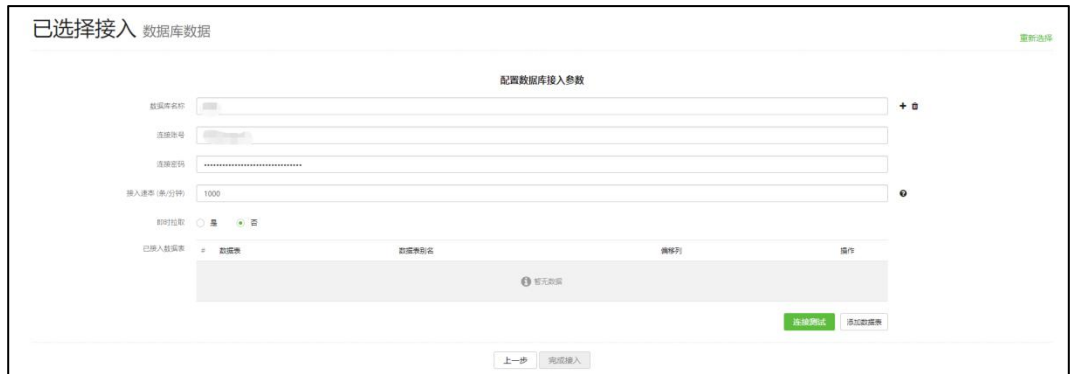 已选择接入 数据库数据
重新选择
配置数据库接入参数
数据库名称
连接账号
连接密码 ································
接入速率 (条/分钟) 1000
即时拉取 是 否
已接入数据表 # 数据表 数据表别名 偏移列 操作
暂无数据
连接测试 添加数据表
上一步 完成接入